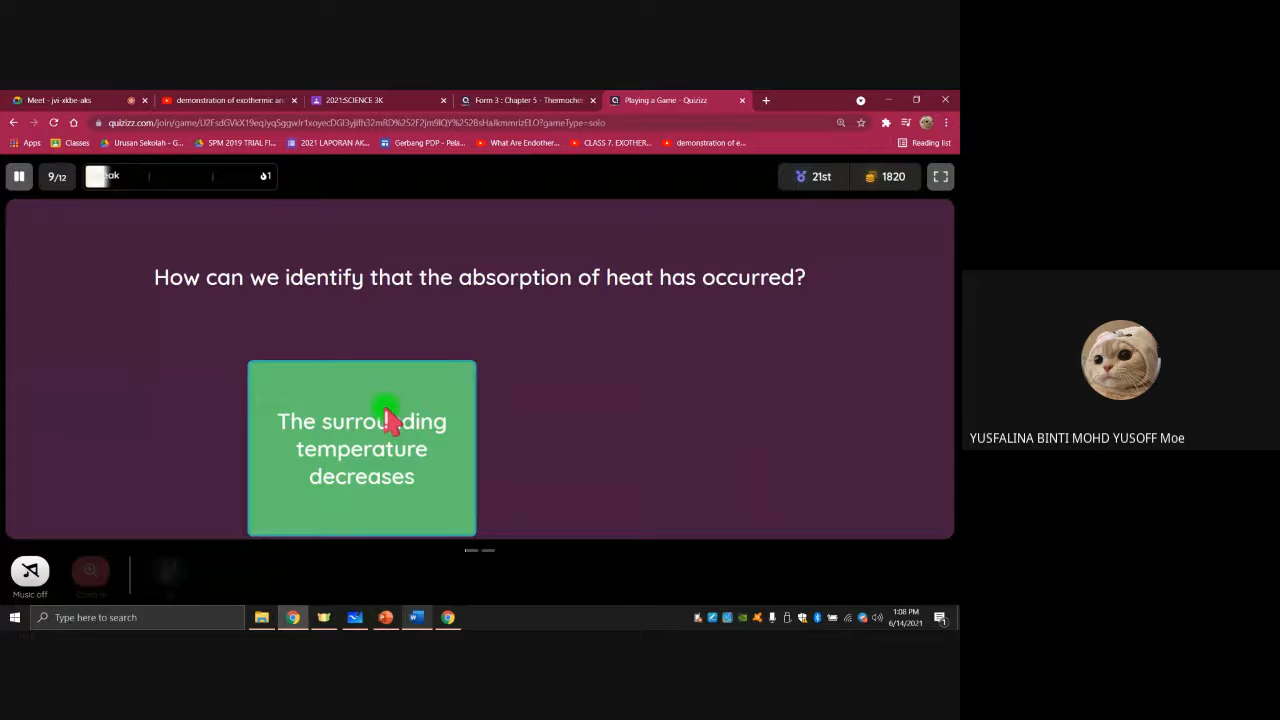 Meet - jvi-xkbe-aks
demonstration of exothermic an
2021:SCIENCE 3K
Form 3 : Chapter 5 - Thermochem
Playing a Game - Quizizz
Apps
Classes
Urusan Sekolah - G...
SPM 2019 TRIAL FI...
2021 LAPORAN AK...
Gerbang PDP - Pela...
What Are Endother...
CLASS 7. EXOTHER...
demonstration of e...
Reading list
9/12
eak
1
21st
1820
How can we identify that the absorption of heat has occurred?
The surrounding
temperature
decreases
YUSFALINA BINTI MOHD YUSOFF Moe
Music off
Type here to search
1:08 PM
6/14/2021